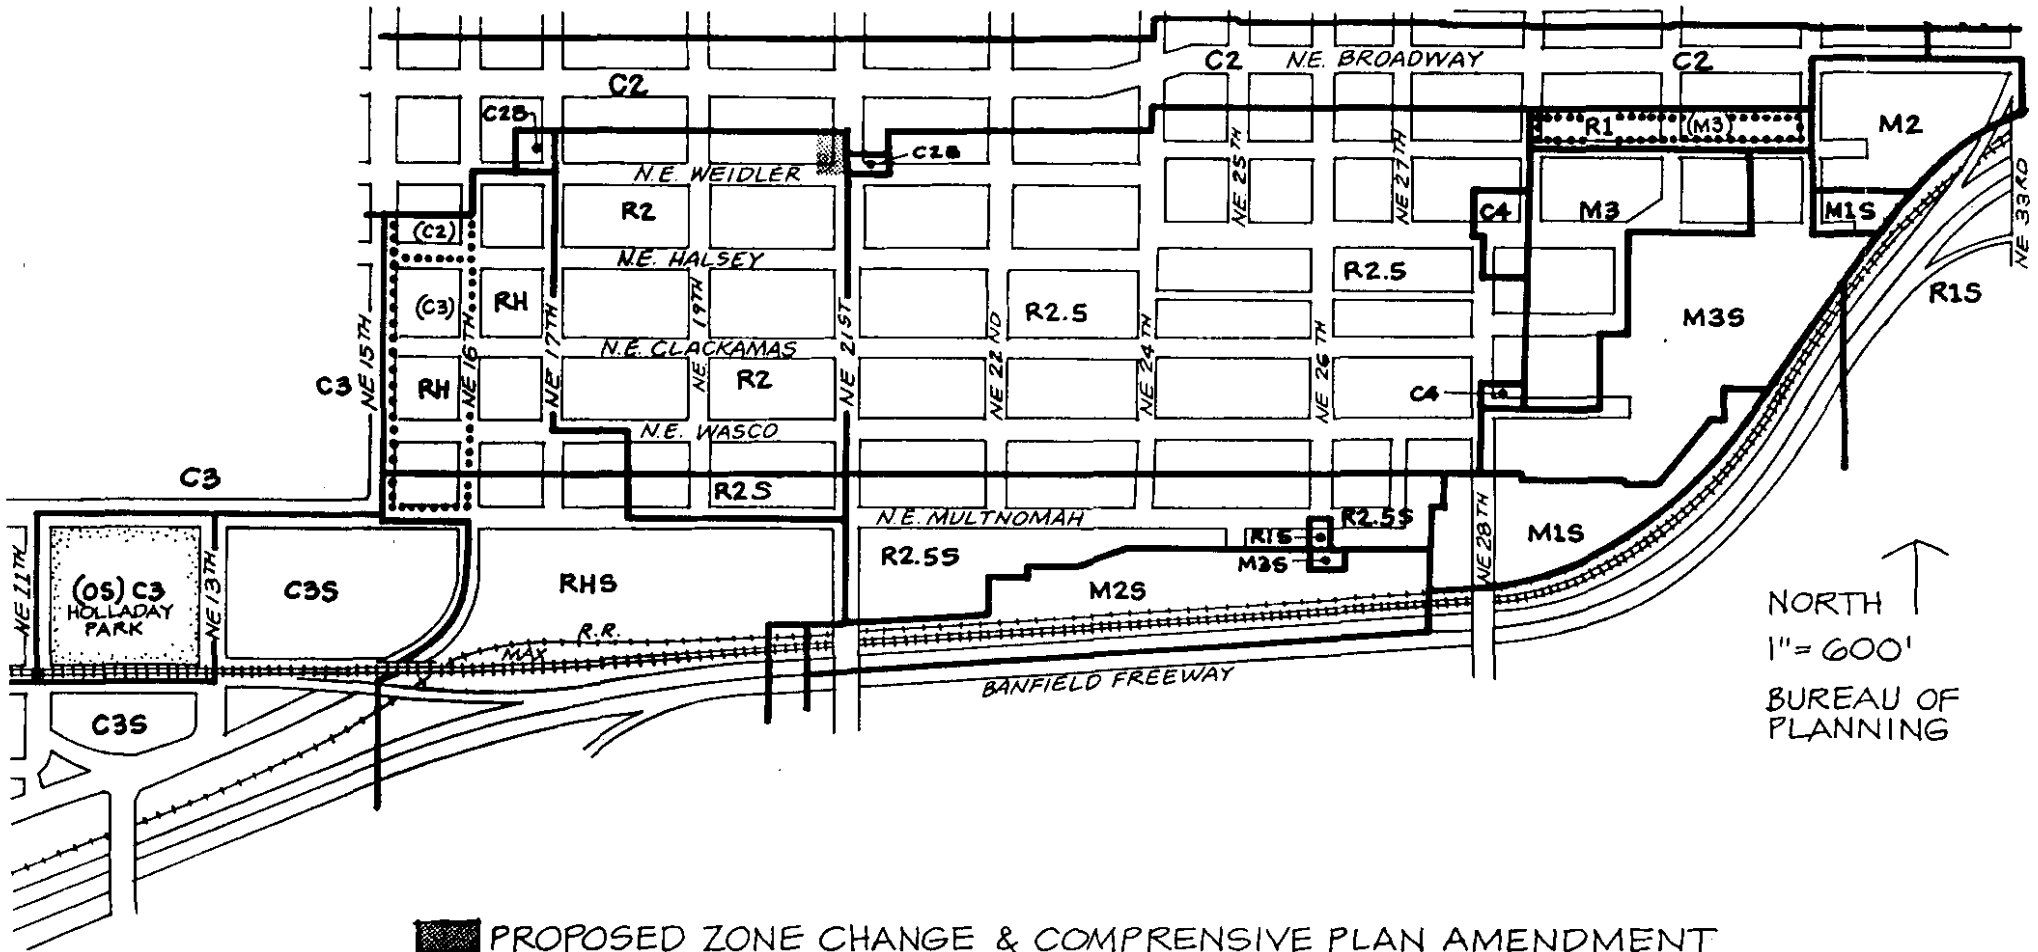 N.E. BROADWAY
C2
C2
C2
C2B
C2B
R1
(M3)
M2
N.E. WEIDLER
NE 25TH
NE 27TH
R2
C4
M3
M1S
NE 33RD
(C2)
N.E. HALSEY
R2.5
(C3)
RH
NE 15TH
NE 16TH
NE 17TH
NE 19TH
NE 21ST
NE 22ND
R2.5
NE 24TH
NE 26TH
M3S
R1S
N.E. CLACKAMAS
C3
RH
R2
C4
N.E. WASCO
C3
R2S
N.E. MULTNOMAH
R2.5S
R1S
M2S
NE 28TH
M1S
R2.5S
NE 11TH
(OS) C3
HOLLADAY
PARK
NE 13TH
C3S
RHS
M2S
R.R.
MAX
BANFIELD FREEWAY
C3S
NORTH
1"=600'
BUREAU OF
PLANNING
PROPOSED ZONE CHANGE & COMPRENSIVE PLAN AMENDMENT